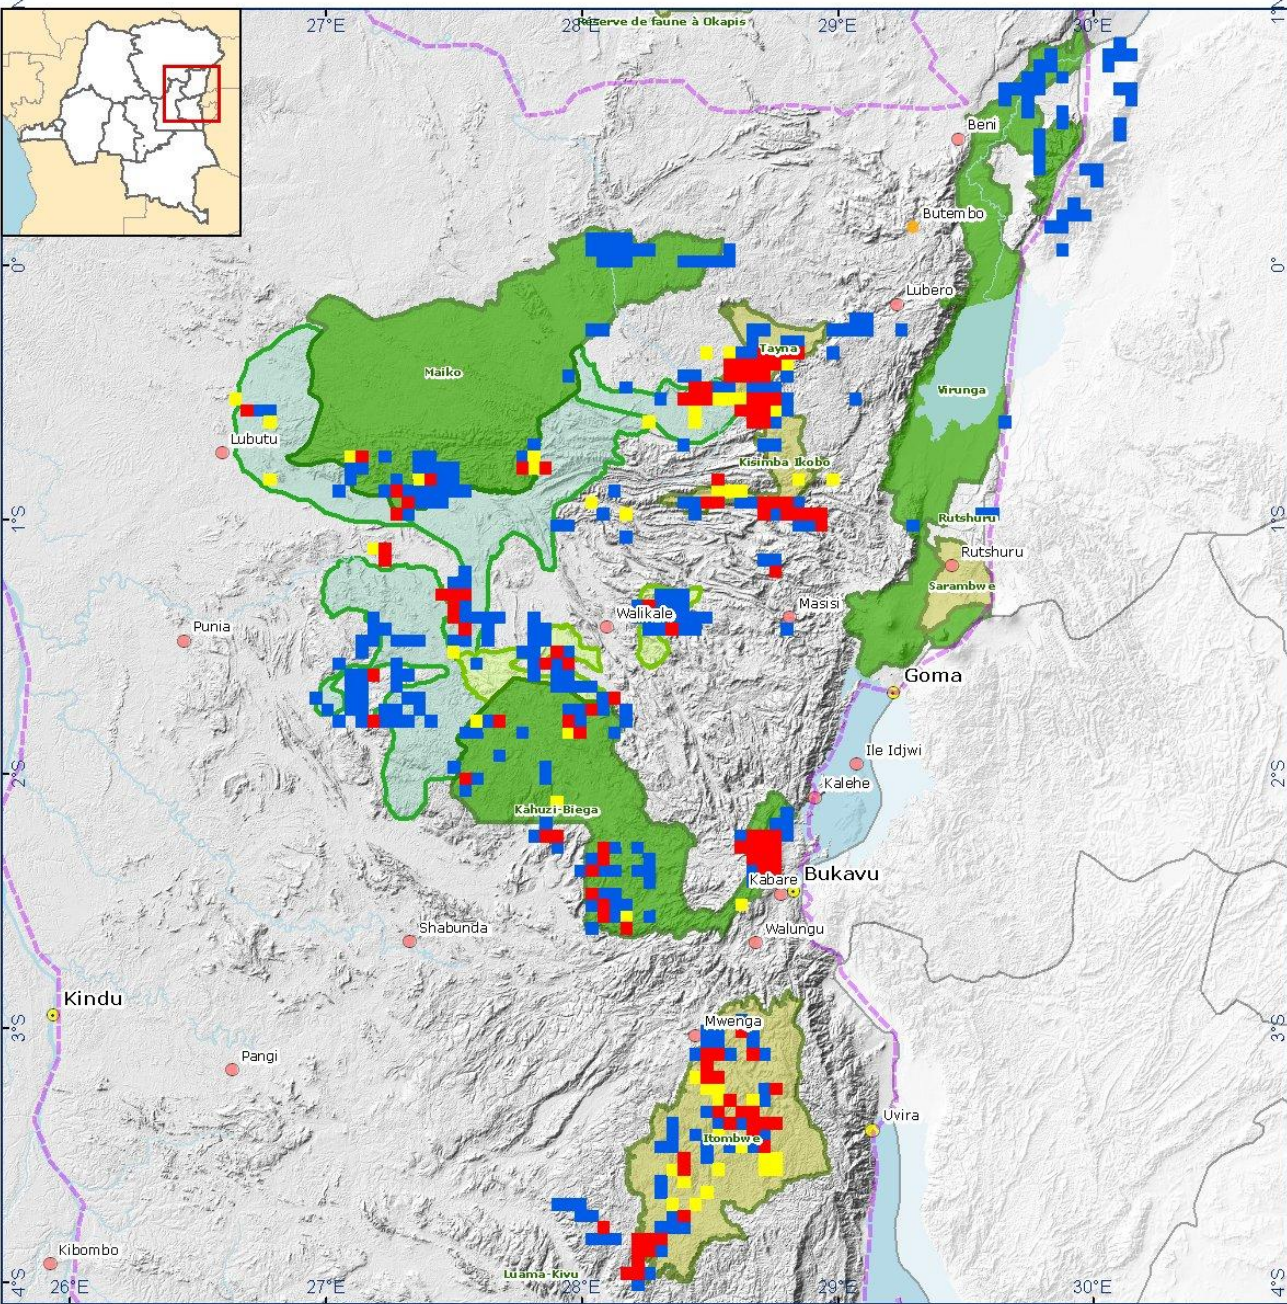 27°E
28°E
29°E
30°E
1°N
Réserve de faune à Okapis
Beni
Butembo
0°
0°
Lubero
Tayna
Maiko
Virunga
Lubutu
Kisimba Ikobo
1°S
1°S
Rutshuru
Rutshuru
Sarambwe
Masisi
Walikale
Punia
Goma
Ile Idjwi
2°S
2°S
Kalehe
Kahuzi-Biega
Bukavu
Kabare
Shabunda
Walungu
Kindu
Mwenga
3°S
3°S
Pangi
Uvira
Itombwe
Kibombo
Luama-Kivu
4°S
4°S
26°E
27°E
28°E
29°E
30°E